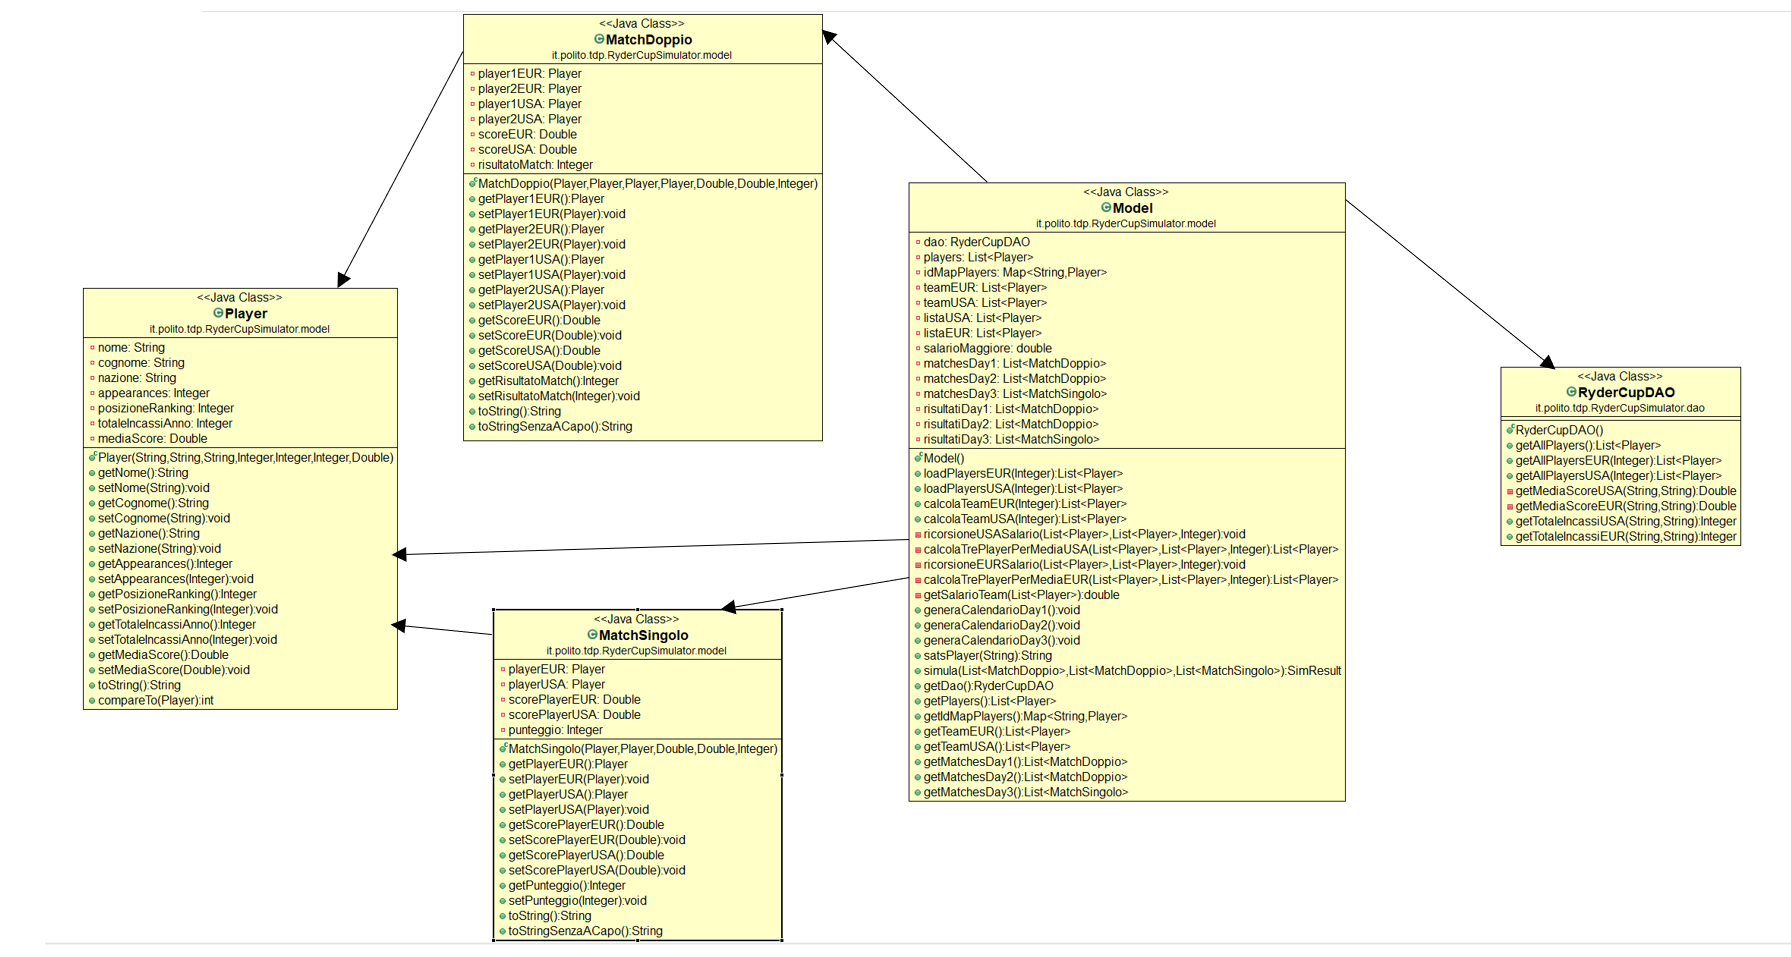 <<Java Class>>
MatchDoppio
it.polito.tdp.RyderCupSimulator.model
player1EUR: Player
player2EUR: Player
player1USA: Player
player2USA: Player
scoreEUR: Double
scoreUSA: Double
risultatoMatch: Integer
MatchDoppio(Player,Player,Player,Player,Double,Double,Integer)
getPlayer1EUR():Player
setPlayer1EUR(Player):void
getPlayer2EUR():Player
setPlayer2EUR(Player):void
getPlayer1USA():Player
setPlayer1USA(Player):void
getPlayer2USA():Player
setPlayer2USA(Player):void
getScoreEUR():Double
setScoreEUR(Double):void
getScoreUSA():Double
setScoreUSA(Double):void
getRisultatoMatch():Integer
setRisultatoMatch(Integer):void
toString():String
toStringSenzaACapo():String
<<Java Class>>
Player
it.polito.tdp.RyderCupSimulator.model
nome: String
cognome: String
nazione: String
appearances: Integer
posizioneRanking: Integer
totaleIncassiAnno: Integer
mediaScore: Double
Player(String,String,String,Integer,Integer,Integer,Double)
getNome():String
setNome(String):void
getCognome():String
setCognome(String):void
getNazione():String
setNazione(String):void
getAppearances():Integer
setAppearances(Integer):void
getPosizioneRanking():Integer
setPosizioneRanking(Integer):void
getTotaleIncassiAnno():Integer
setTotaleIncassiAnno(Integer):void
getMediaScore():Double
setMediaScore(Double):void
toString():String
compareTo(Player):int
<<Java Class>>
MatchSingolo
it.polito.tdp.RyderCupSimulator.model
playerEUR: Player
playerUSA: Player
scorePlayerEUR: Double
scorePlayerUSA: Double
punteggio: Integer
MatchSingolo(Player,Player,Double,Double,Integer)
getPlayerEUR():Player
setPlayerEUR(Player):void
getPlayerUSA():Player
setPlayerUSA(Player):void
getScorePlayerEUR():Double
setScorePlayerEUR(Double):void
getScorePlayerUSA():Double
setScorePlayerUSA(Double):void
getPunteggio():Integer
setPunteggio(Integer):void
toString():String
toStringSenzaACapo():String
<<Java Class>>
Model
it.polito.tdp.RyderCupSimulator.model
dao: RyderCupDAO
players: List<Player>
idMapPlayers: Map<String,Player>
teamEUR: List<Player>
teamUSA: List<Player>
listaUSA: List<Player>
listaEUR: List<Player>
salarioMaggiore: double
matchesDay1: List<MatchDoppio>
matchesDay2: List<MatchDoppio>
matchesDay3: List<MatchSingolo>
risultatiDay1: List<MatchDoppio>
risultatiDay2: List<MatchDoppio>
risultatiDay3: List<MatchSingolo>
Model()
loadPlayersEUR(Integer):List<Player>
loadPlayersUSA(Integer):List<Player>
calcolaTeamEUR(Integer):List<Player>
calcolaTeamUSA(Integer):List<Player>
ricorsioneUSASalario(List<Player>,List<Player>,Integer):void
calcolaTrePlayerPerMediaUSA(List<Player>,List<Player>,Integer):List<Player>
ricorsioneEURSalario(List<Player>,List<Player>,Integer):void
calcolaTrePlayerPerMediaEUR(List<Player>,List<Player>,Integer):List<Player>
getSalarioTeam(List<Player>):double
generaCalendarioDay1():void
generaCalendarioDay2():void
generaCalendarioDay3():void
satsPlayer(String):String
simula(List<MatchDoppio>,List<MatchDoppio>,List<MatchSingolo>):SimResult
getDao():RyderCupDAO
getPlayers():List<Player>
getIdMapPlayers():Map<String,Player>
getTeamEUR():List<Player>
getTeamUSA():List<Player>
getMatchesDay1():List<MatchDoppio>
getMatchesDay2():List<MatchDoppio>
getMatchesDay3():List<MatchSingolo>
<<Java Class>>
RyderCupDAO
it.polito.tdp.RyderCupSimulator.dao
RyderCupDAO()
getAllPlayers():List<Player>
getAllPlayersEUR(Integer):List<Player>
getAllPlayersUSA(Integer):List<Player>
getMediaScoreUSA(String,String):Double
getMediaScoreEUR(String,String):Double
getTotaleIncassiUSA(String,String):Integer
getTotaleIncassiEUR(String,String):Integer